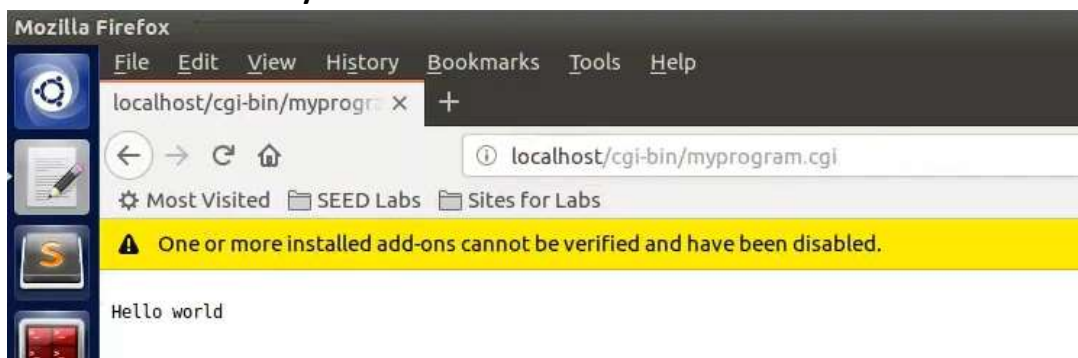 Mozilla Firefox
File Edit View History Bookmarks Tools Help
localhost/cgi-bin/myprogra
localhost/cgi-bin/myprogram.cgi
Most Visited SEED Labs Sites for Labs
One or more installed add-ons cannot be verified and have been disabled.
Hello world